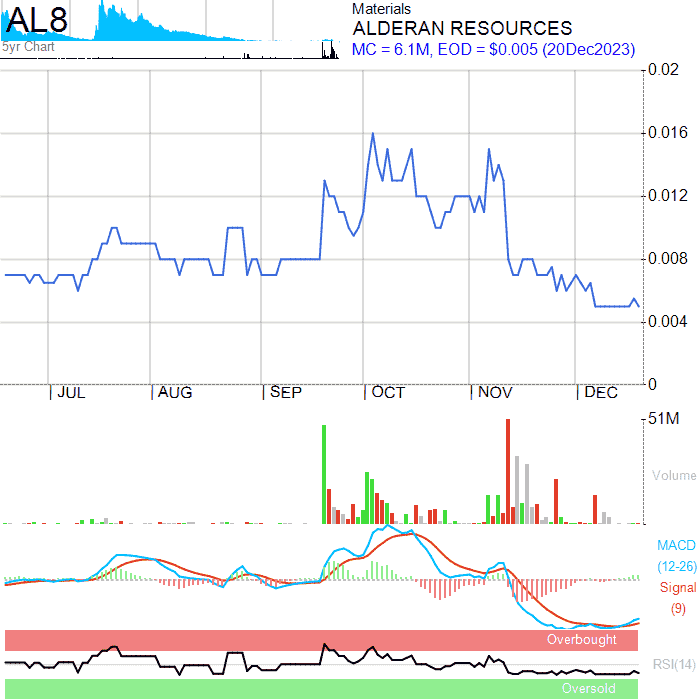 AL8
5yr Chart
Materials
ALDERAN RESOURCES
MC = 6.1M, EOD = $0.005 (20Dec2023)
0.02
0.016
0.012
0.008
0.004
0
JUL AUG SEP OCT NOV DEC
51M
Volume
MACD
(12-26)
Signal
(9)
Overbought
RSI(14)
Oversold